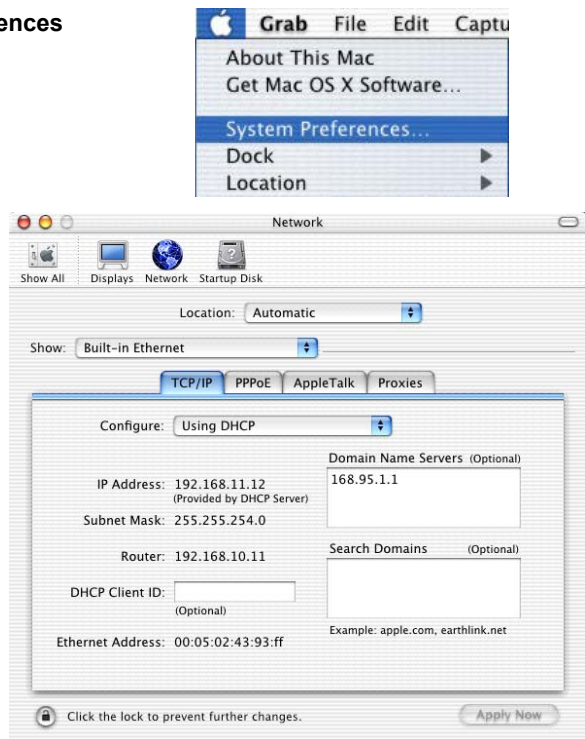 ences
Grab File Edit Captu
About This Mac
Get Mac OS X Software...
System Preferences...
Dock
Location
Network
Show All Displays Network Startup Disk
Location: Automatic
Show: Built-in Ethernet
TCP/IP PPPoE AppleTalk Proxies
Configure: Using DHCP
Domain Name Servers (Optional)
IP Address: 192.168.11.12 168.95.1.1
(Provided by DHCP Server)
Subnet Mask: 255.255.254.0
Router: 192.168.10.11 Search Domains (Optional)
DHCP Client ID:
(Optional)
Example: apple.com, earthlink.net
Ethernet Address: 00:05:02:43:93:ff
Click the lock to prevent further changes. Apply Now